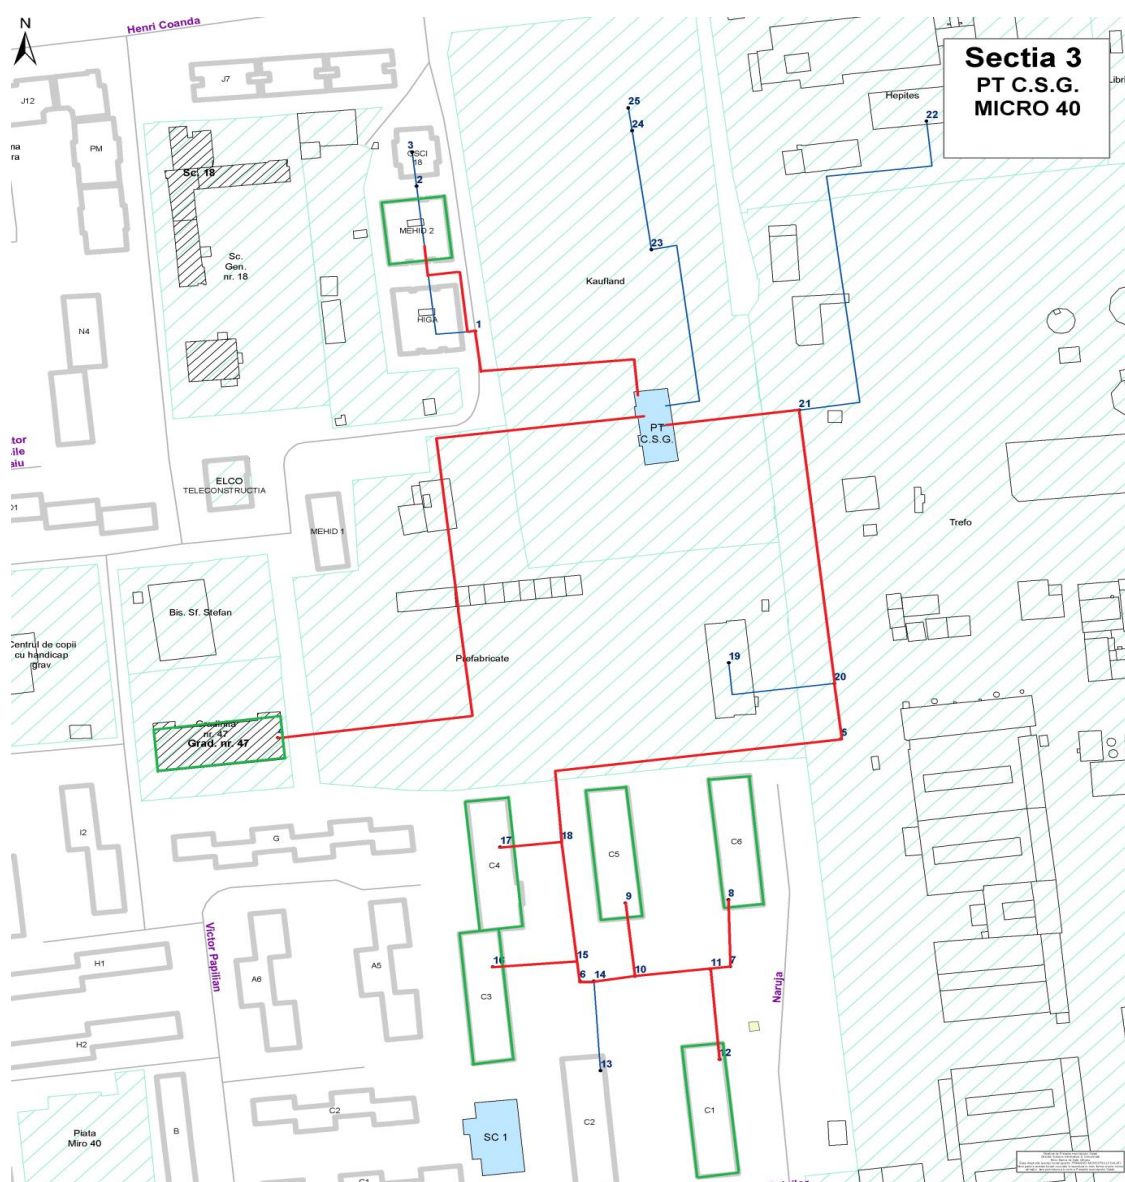 N
Henri Coanda
Sectia 3
PT C.S.G.
MICRO 40
J7
J12
PM
25
24
Hepites
22
3
18
Sc. 18
2
MEHID 2
23
Sc.
Gen.
nr. 18
Kaufland
N4
HIGA
1
21
PT
C.S.G.
ELCO
TELECONSTRUCTIA
MEHID 1
Trefo
Bis. Sf. Stefan
Centrul de copii
cu handicap
grav
Prefabricate
19
20
Gradinita
nr. 47
Grad. nr. 47
5
I2
G
17
18
C4
C5
C6
9
8
Victor Papilian
H1
A6
A5
16
15
6
14
10
11
7
Naruja
C3
H2
13
12
C2
C1
C2
B
SC 1
Piata
Miro 40